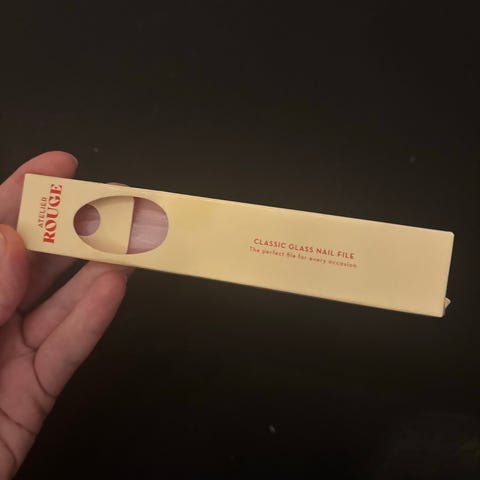 ATELIER
ROUGE
CLASSIC GLASS NAIL FILE
The perfect file for every occasion